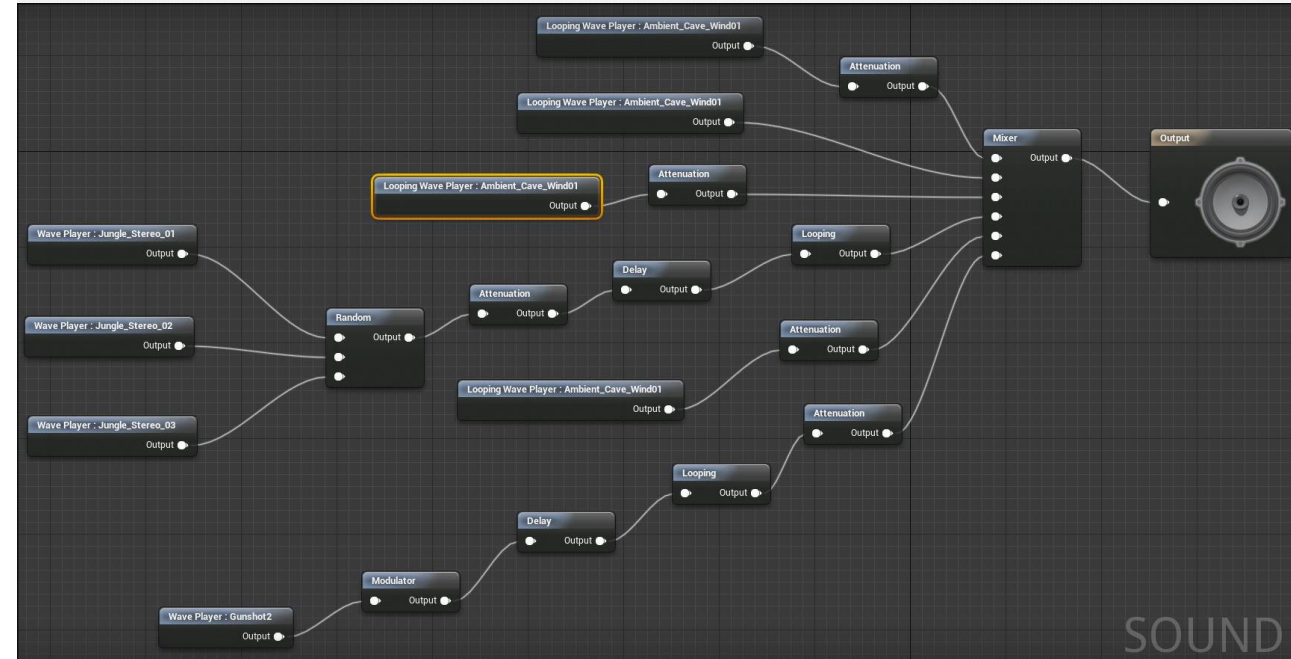 Looping Wave Player : Ambient_Cave_Wind01
Output
Attenuation
Output
Looping Wave Player : Ambient_Cave_Wind01
Output
Mixer
Output
Output
Looping Wave Player : Ambient_Cave_Wind01
Output
Attenuation
Output
Wave Player : Jungle_Stereo_01
Output
Looping
Output
Delay
Output
Attenuation
Output
Wave Player : Jungle_Stereo_02
Output
Random
Output
Attenuation
Output
Looping Wave Player : Ambient_Cave_Wind01
Output
Wave Player : Jungle_Stereo_03
Output
Attenuation
Output
Looping
Output
Delay
Output
Modulator
Output
Wave Player : Gunshot2
Output
SOUND